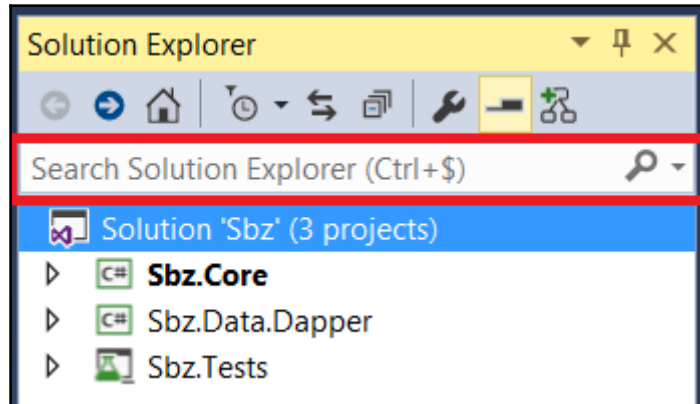 Solution Explorer
Search Solution Explorer (Ctrl+$)
Solution 'Sbz' (3 projects)
C# Sbz.Core
C# Sbz.Data.Dapper
Sbz.Tests